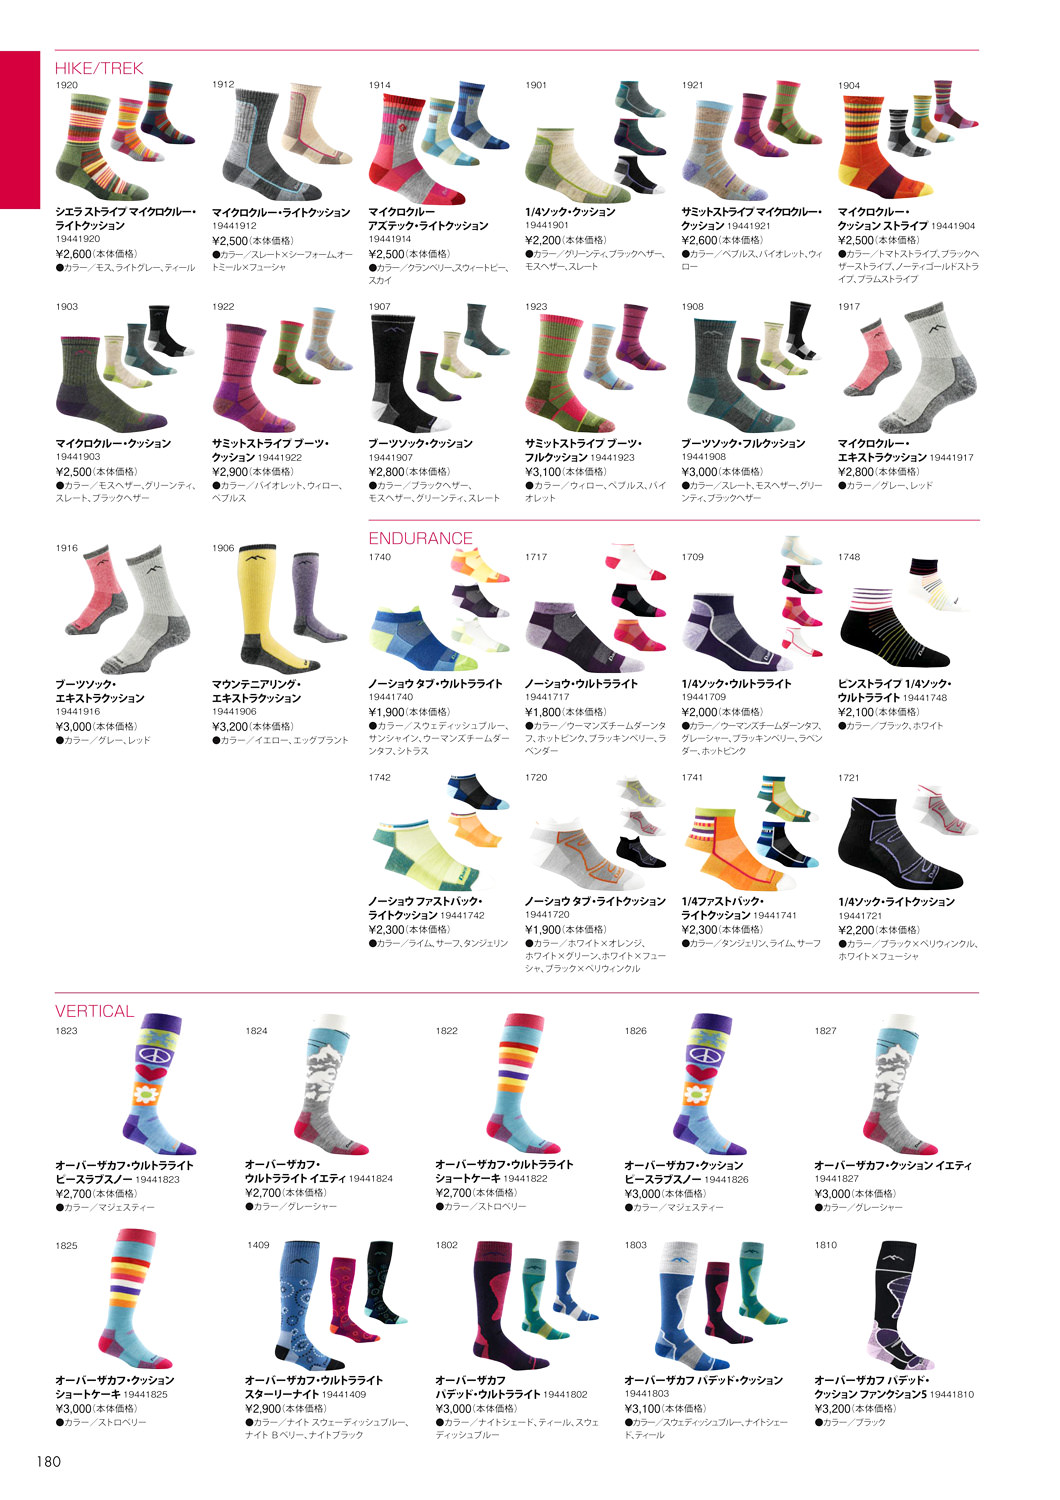 HIKE/TREK
1920
シエラ ストライプ マイクロクルー・
ライトクッション
19441920
¥2,600(本体価格)
●カラー／モス、ライトグレー、ティール
1912
マイクロクルー・ライトクッション
19441912
¥2,500(本体価格)
●カラー／スレート×シーフォーム、オー
トミール×フューシャ
1914
マイクロクルー
アズテック・ライトクッション
19441914
¥2,500(本体価格)
●カラー／クランベリー、スウィートピー、
スカイ
1901
1/4ソック・クッション
19441901
¥2,200(本体価格)
●カラー／グリーンティ、ブラックヘザー、
モスヘザー、スレート
1921
サミットストライプ マイクロクルー・
クッション 19441921
¥2,600(本体価格)
●カラー／ペブルス、バイオレット、ウィ
ロー
1904
マイクロクルー・
クッション ストライプ 19441904
¥2,500(本体価格)
●カラー／トマトストライプ、ブラックヘ
ザーストライプ、ノーティゴールドストラ
イプ、プラムストライプ
1903
マイクロクルー・クッション
19441903
¥2,500(本体価格)
●カラー／モスヘザー、グリーンティ、
スレート、ブラックヘザー
1922
サミットストライプ ブーツ・
クッション 19441922
¥2,900(本体価格)
●カラー／バイオレット、ウィロー、
ペブルス
1907
ブーツソック・クッション
19441907
¥2,800(本体価格)
●カラー／ブラックヘザー、
モスヘザー、グリーンティ、スレート
1923
サミットストライプ ブーツ・
フルクッション 19441923
¥3,100(本体価格)
●カラー／ウィロー、ペブルス、バイ
オレット
1908
ブーツソック・フルクッション
19441908
¥3,000(本体価格)
●カラー／スレート、モスヘザー、グリー
ンティ、ブラックヘザー
1917
マイクロクルー・
エキストラクッション 19441917
¥2,800(本体価格)
●カラー／グレー、レッド
1916
ブーツソック・
エキストラクッション
19441916
¥3,000(本体価格)
●カラー／グレー、レッド
1906
マウンテニアリング・
エキストラクッション
19441906
¥3,200(本体価格)
●カラー／イエロー、エッグプラント
ENDURANCE
1740
ノーショウ タブ・ウルトラライト
19441740
¥1,900(本体価格)
●カラー／スウェディッシュブルー、
サンシャイン、ウーマンズチームダー
ンタフ、シトラス
1717
ノーショウ・ウルトラライト
19441717
¥1,800(本体価格)
●カラー／ウーマンズチームダーンタ
フ、ホットピンク、ブラッキンベリー、ラ
ベンダー
1709
1/4ソック・ウルトラライト
19441709
¥2,000(本体価格)
●カラー／ウーマンズチームダーンタフ、
グレーシャー、ブラッキンベリー、ラベン
ダー、ホットピンク
1748
ピンストライプ 1/4ソック・
ウルトラライト 19441748
¥2,100(本体価格)
●カラー／ブラック、ホワイト
1742
ノーショウ ファストバック・
ライトクッション 19441742
¥2,300(本体価格)
●カラー／ライム、サーフ、タンジェリン
1720
ノーショウ タブ・ライトクッション
19441720
¥1,900(本体価格)
●カラー／ホワイト×オレンジ、
ホワイト×グリーン、ホワイト×フュー
シャ、ブラック×ペリウィンクル
1741
1/4ファストバック・
ライトクッション 19441741
¥2,300(本体価格)
●カラー／タンジェリン、ライム、サーフ
1721
1/4ソック・ライトクッション
19441721
¥2,200(本体価格)
●カラー／ブラック×ペリウィンクル、
ホワイト×フューシャ
VERTICAL
1823
オーバーザカフ・ウルトラライト
ピースラブスノー 19441823
¥2,700(本体価格)
●カラー／マジェスティー
1824
オーバーザカフ・
ウルトラライト イエティ 19441824
¥2,700(本体価格)
●カラー／グレーシャー
1822
オーバーザカフ・ウルトラライト
ショートケーキ 19441822
¥2,700(本体価格)
●カラー／ストロベリー
1826
オーバーザカフ・クッション
ピースラブスノー 19441826
¥3,000(本体価格)
●カラー／マジェスティー
1827
オーバーザカフ・クッション イエティ
19441827
¥3,000(本体価格)
●カラー／グレーシャー
1825
オーバーザカフ・クッション
ショートケーキ 19441825
¥3,000(本体価格)
●カラー／ストロベリー
1409
オーバーザカフ・ウルトラライト
スターリーナイト 19441409
¥2,900(本体価格)
●カラー／ナイト スウェーディッシュブルー、
ナイト Bベリー、ナイトブラック
1802
オーバーザカフ
パデッド・ウルトラライト 19441802
¥3,000(本体価格)
●カラー／ナイトシェード、ティール、スウェ
ディッシュブルー
1803
オーバーザカフ パデッド・クッション
19441803
¥3,100(本体価格)
●カラー／スウェディッシュブルー、ナイトシェー
ド、ティール
1810
オーバーザカフ パデッド・
クッション ファンクション5 19441810
¥3,200(本体価格)
●カラー／ブラック
180